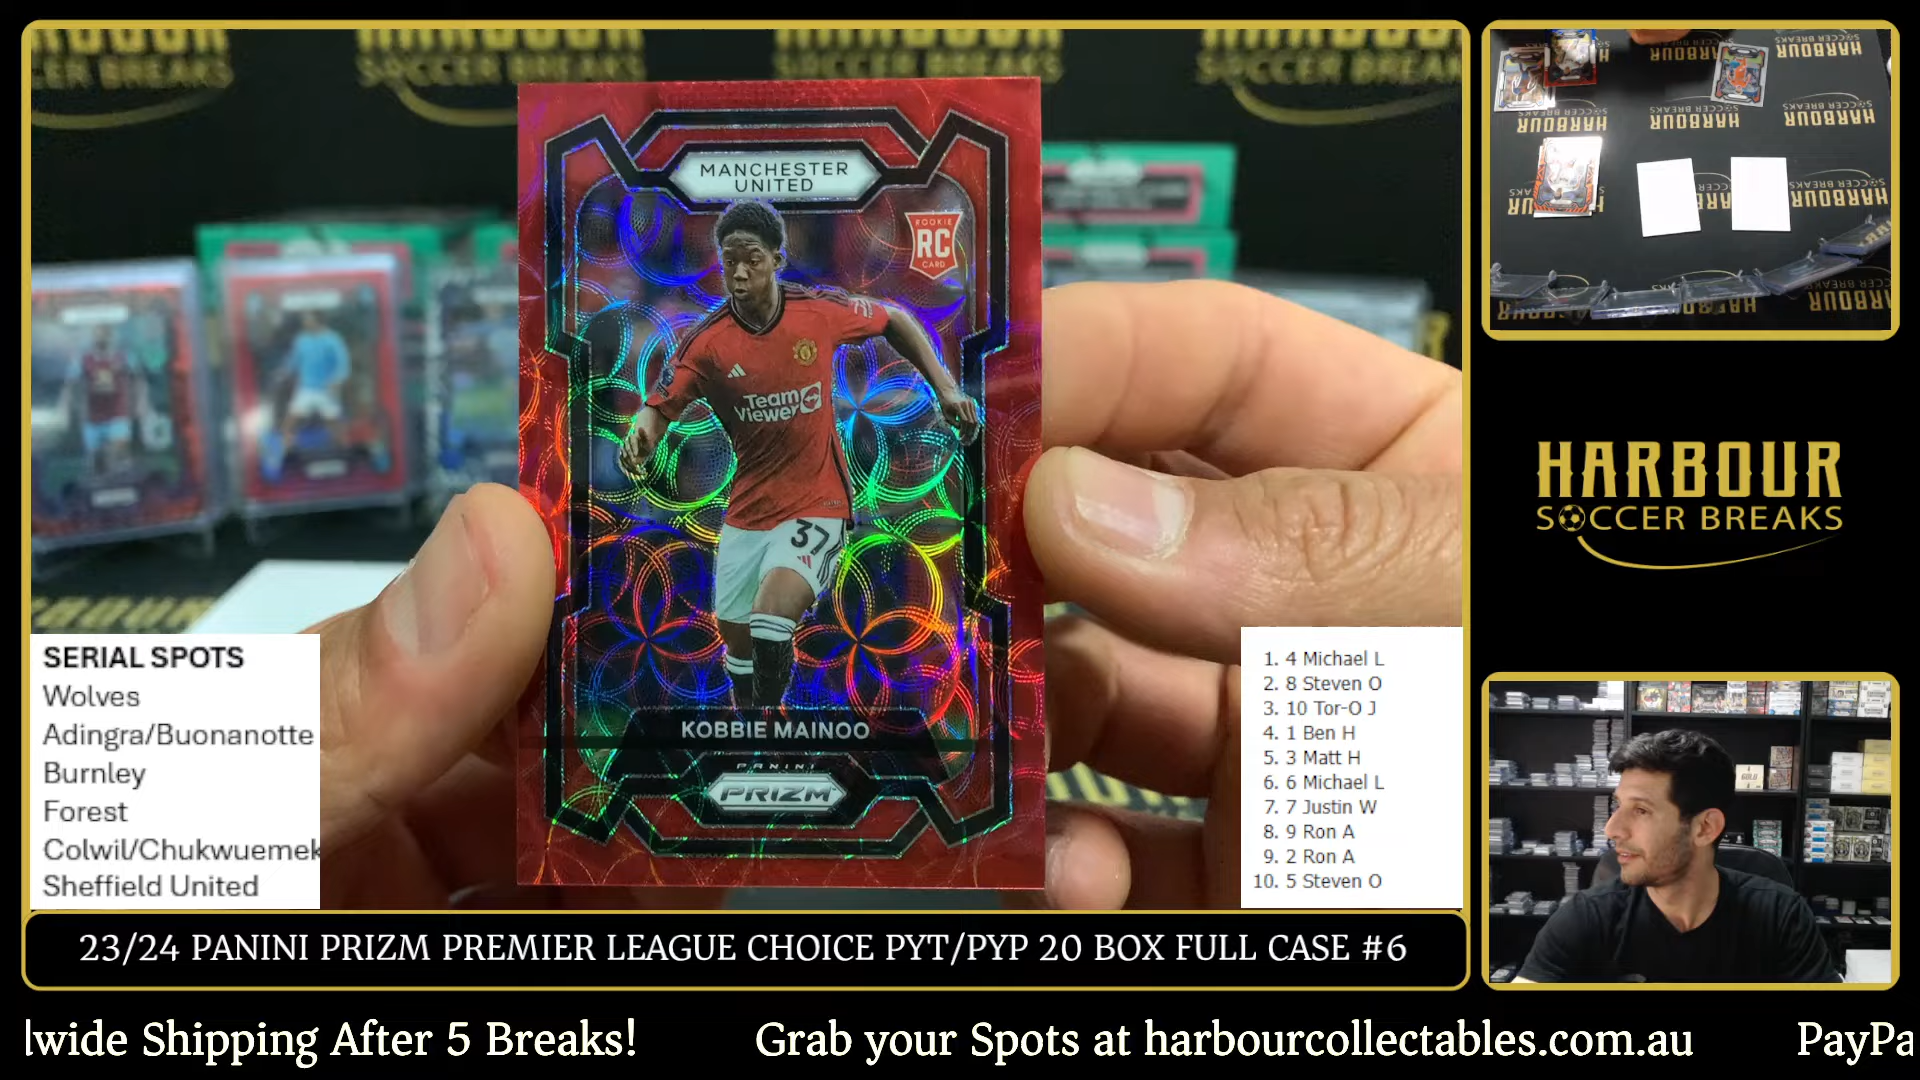 HARBOUR
SOCCER BREAKS
MANCHESTER
UNITED
ROOKIE
RC
CARD
Team
Viewer
37
KOBBIE MAINOO
PANINI
PRIZM
SERIAL SPOTS
Wolves
Adingra/Buonanotte
Burnley
Forest
Colwil/Chukwuemek
Sheffield United
1. 4 Michael L
2. 8 Steven O
3. 10 Tor-O J
4. 1 Ben H
5. 3 Matt H
6. 6 Michael L
7. 7 Justin W
8. 9 Ron A
9. 2 Ron A
10. 5 Steven O
HARBOUR
SOCCER BREAKS
23/24 PANINI PRIZM PREMIER LEAGUE CHOICE PYT/PYP 20 BOX FULL CASE #6
lwide Shipping After 5 Breaks! Grab your Spots at harbourcollectables.com.au PayPa